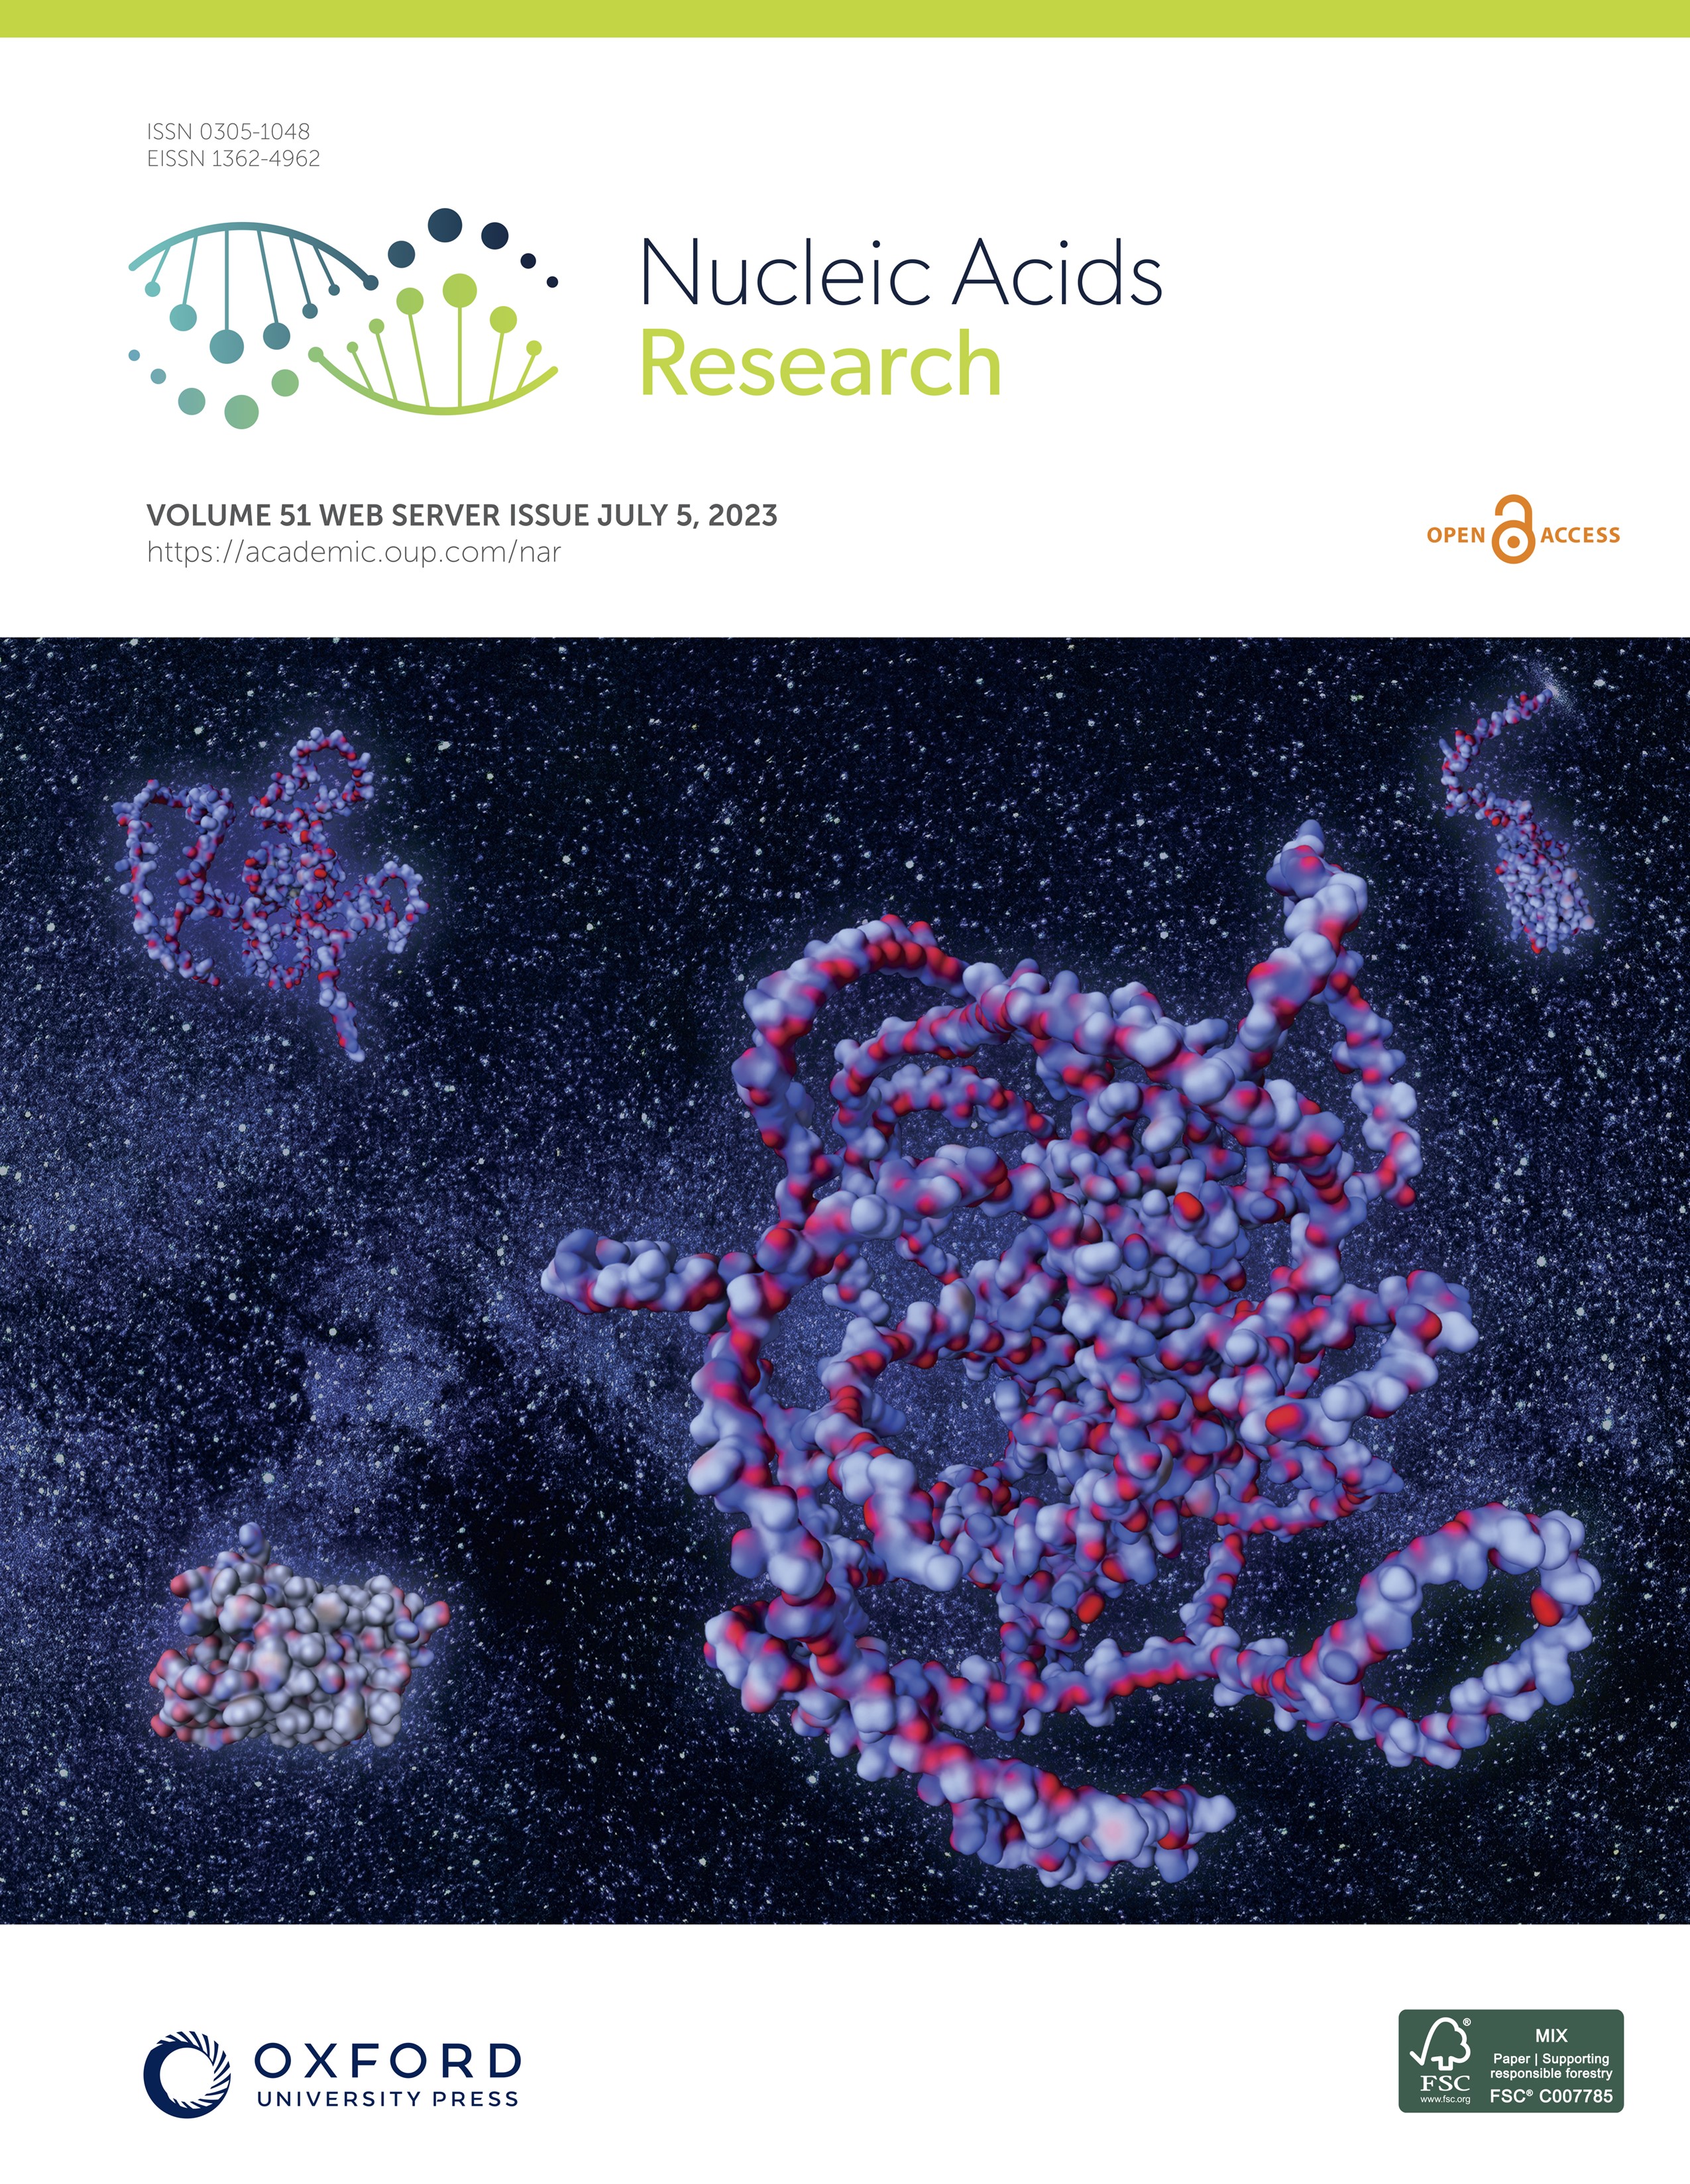 ISSN 0305-1048
EISSN 1362-4962
Nucleic Acids
Research
VOLUME 51 WEB SERVER ISSUE JULY 5, 2023
https://academic.oup.com/nar
OPEN ACCESS
OXFORD
UNIVERSITY PRESS
®
FSC
www.fsc.org
MIX
Paper | Supporting
responsible forestry
FSC® C007785